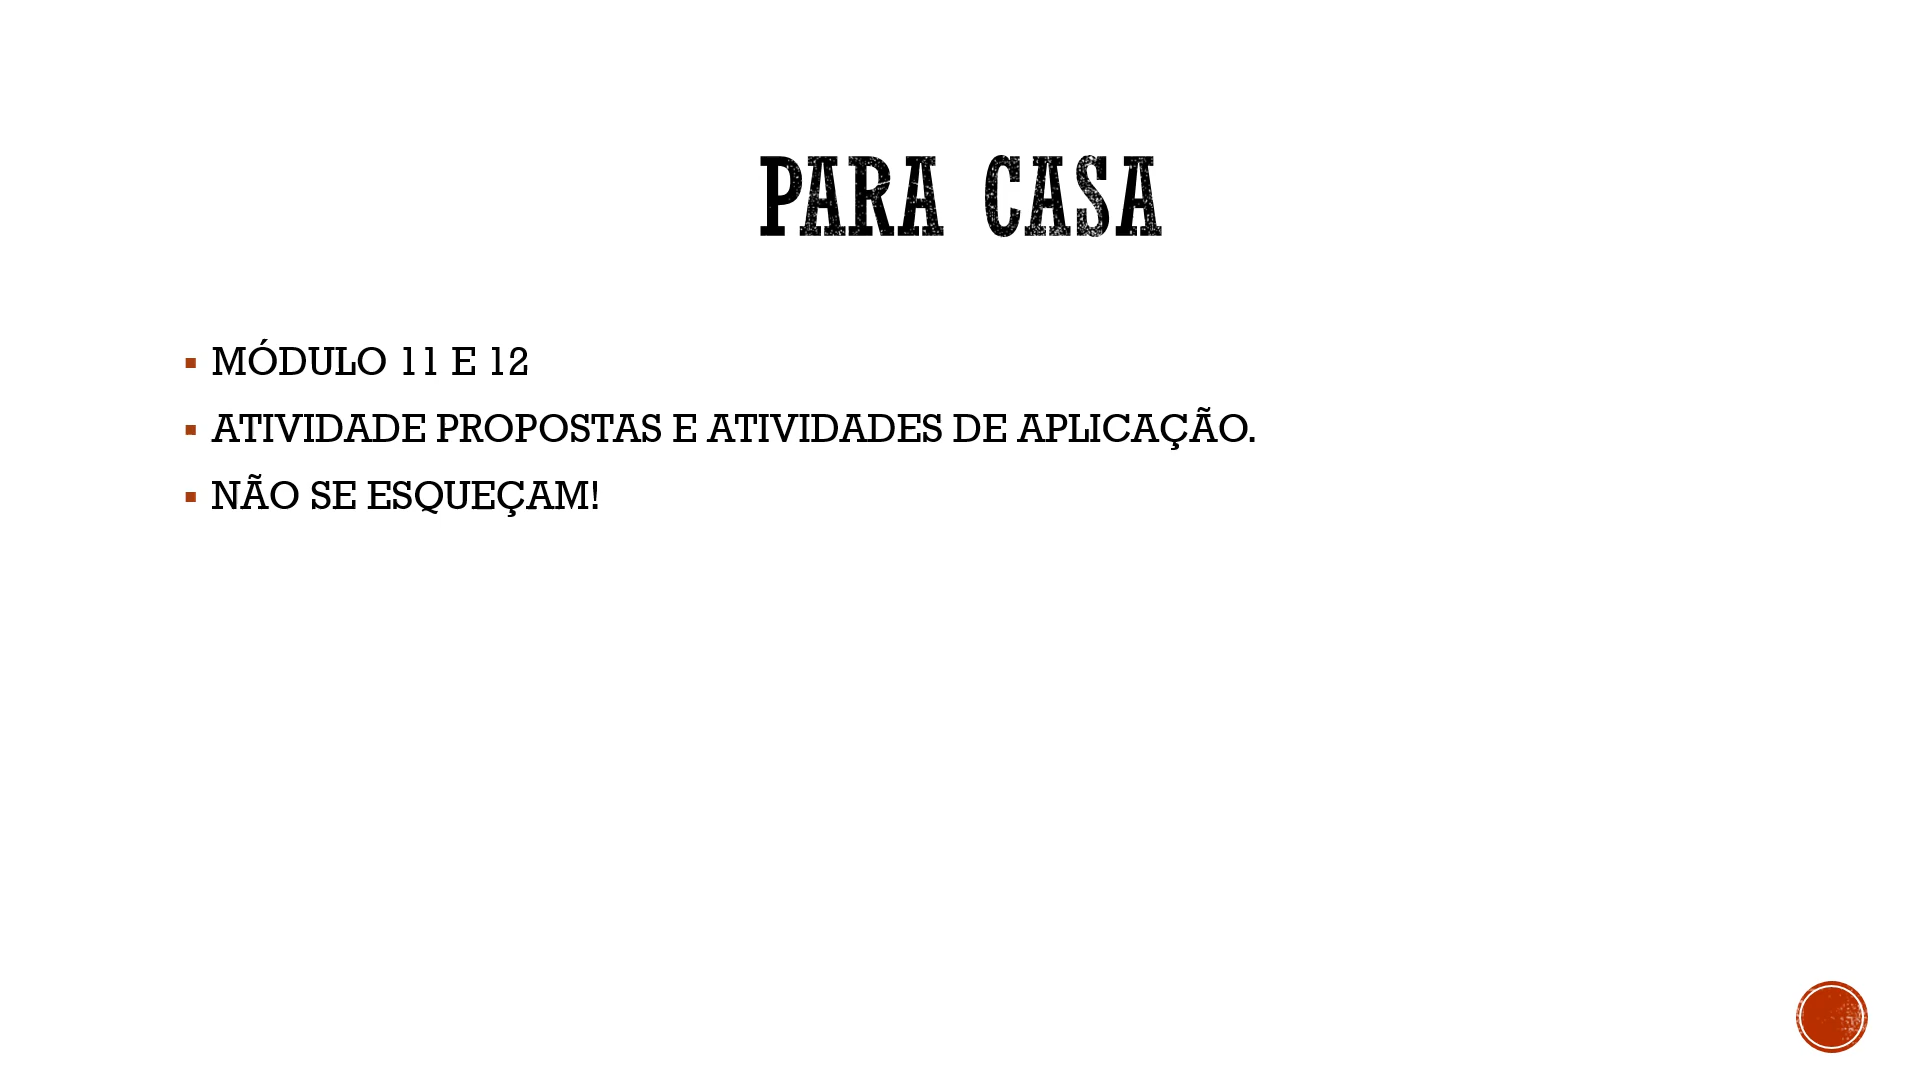 PARA CASA
▪ MÓDULO 11 E 12
▪ ATIVIDADE PROPOSTAS E ATIVIDADES DE APLICAÇÃO.
▪ NÃO SE ESQUEÇAM!